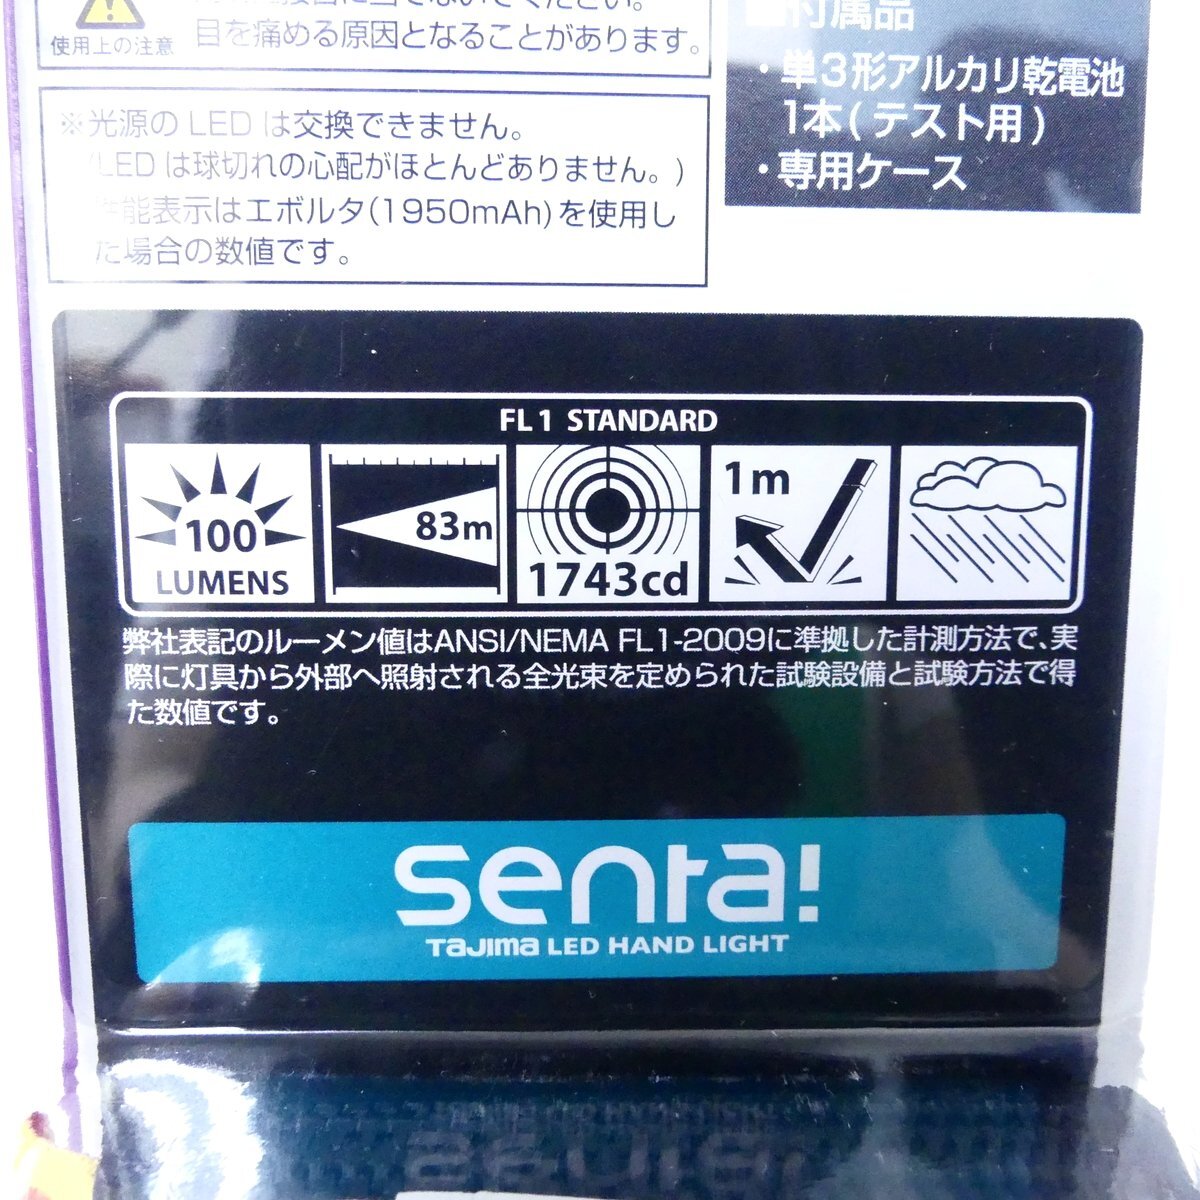 使用上の注意
目を痛める原因となることがあります。
※光源のLEDは交換できません。
(LEDは球切れの心配がほとんどありません。)
性能表示はエボルタ(1950mAh)を使用し
た場合の数値です。
■付属品
・単3形アルカリ乾電池
1本(テスト用)
・専用ケース
FL 1 STANDARD
100
LUMENS
83m
1743cd
1m
弊社表記のルーメン値はANSI/NEMA FL1-2009に準拠した計測方法で、実
際に灯具から外部へ照射される全光束を定められた試験設備と試験方法で得
た数値です。
senta!
TaJIma LED HAND LIGHT